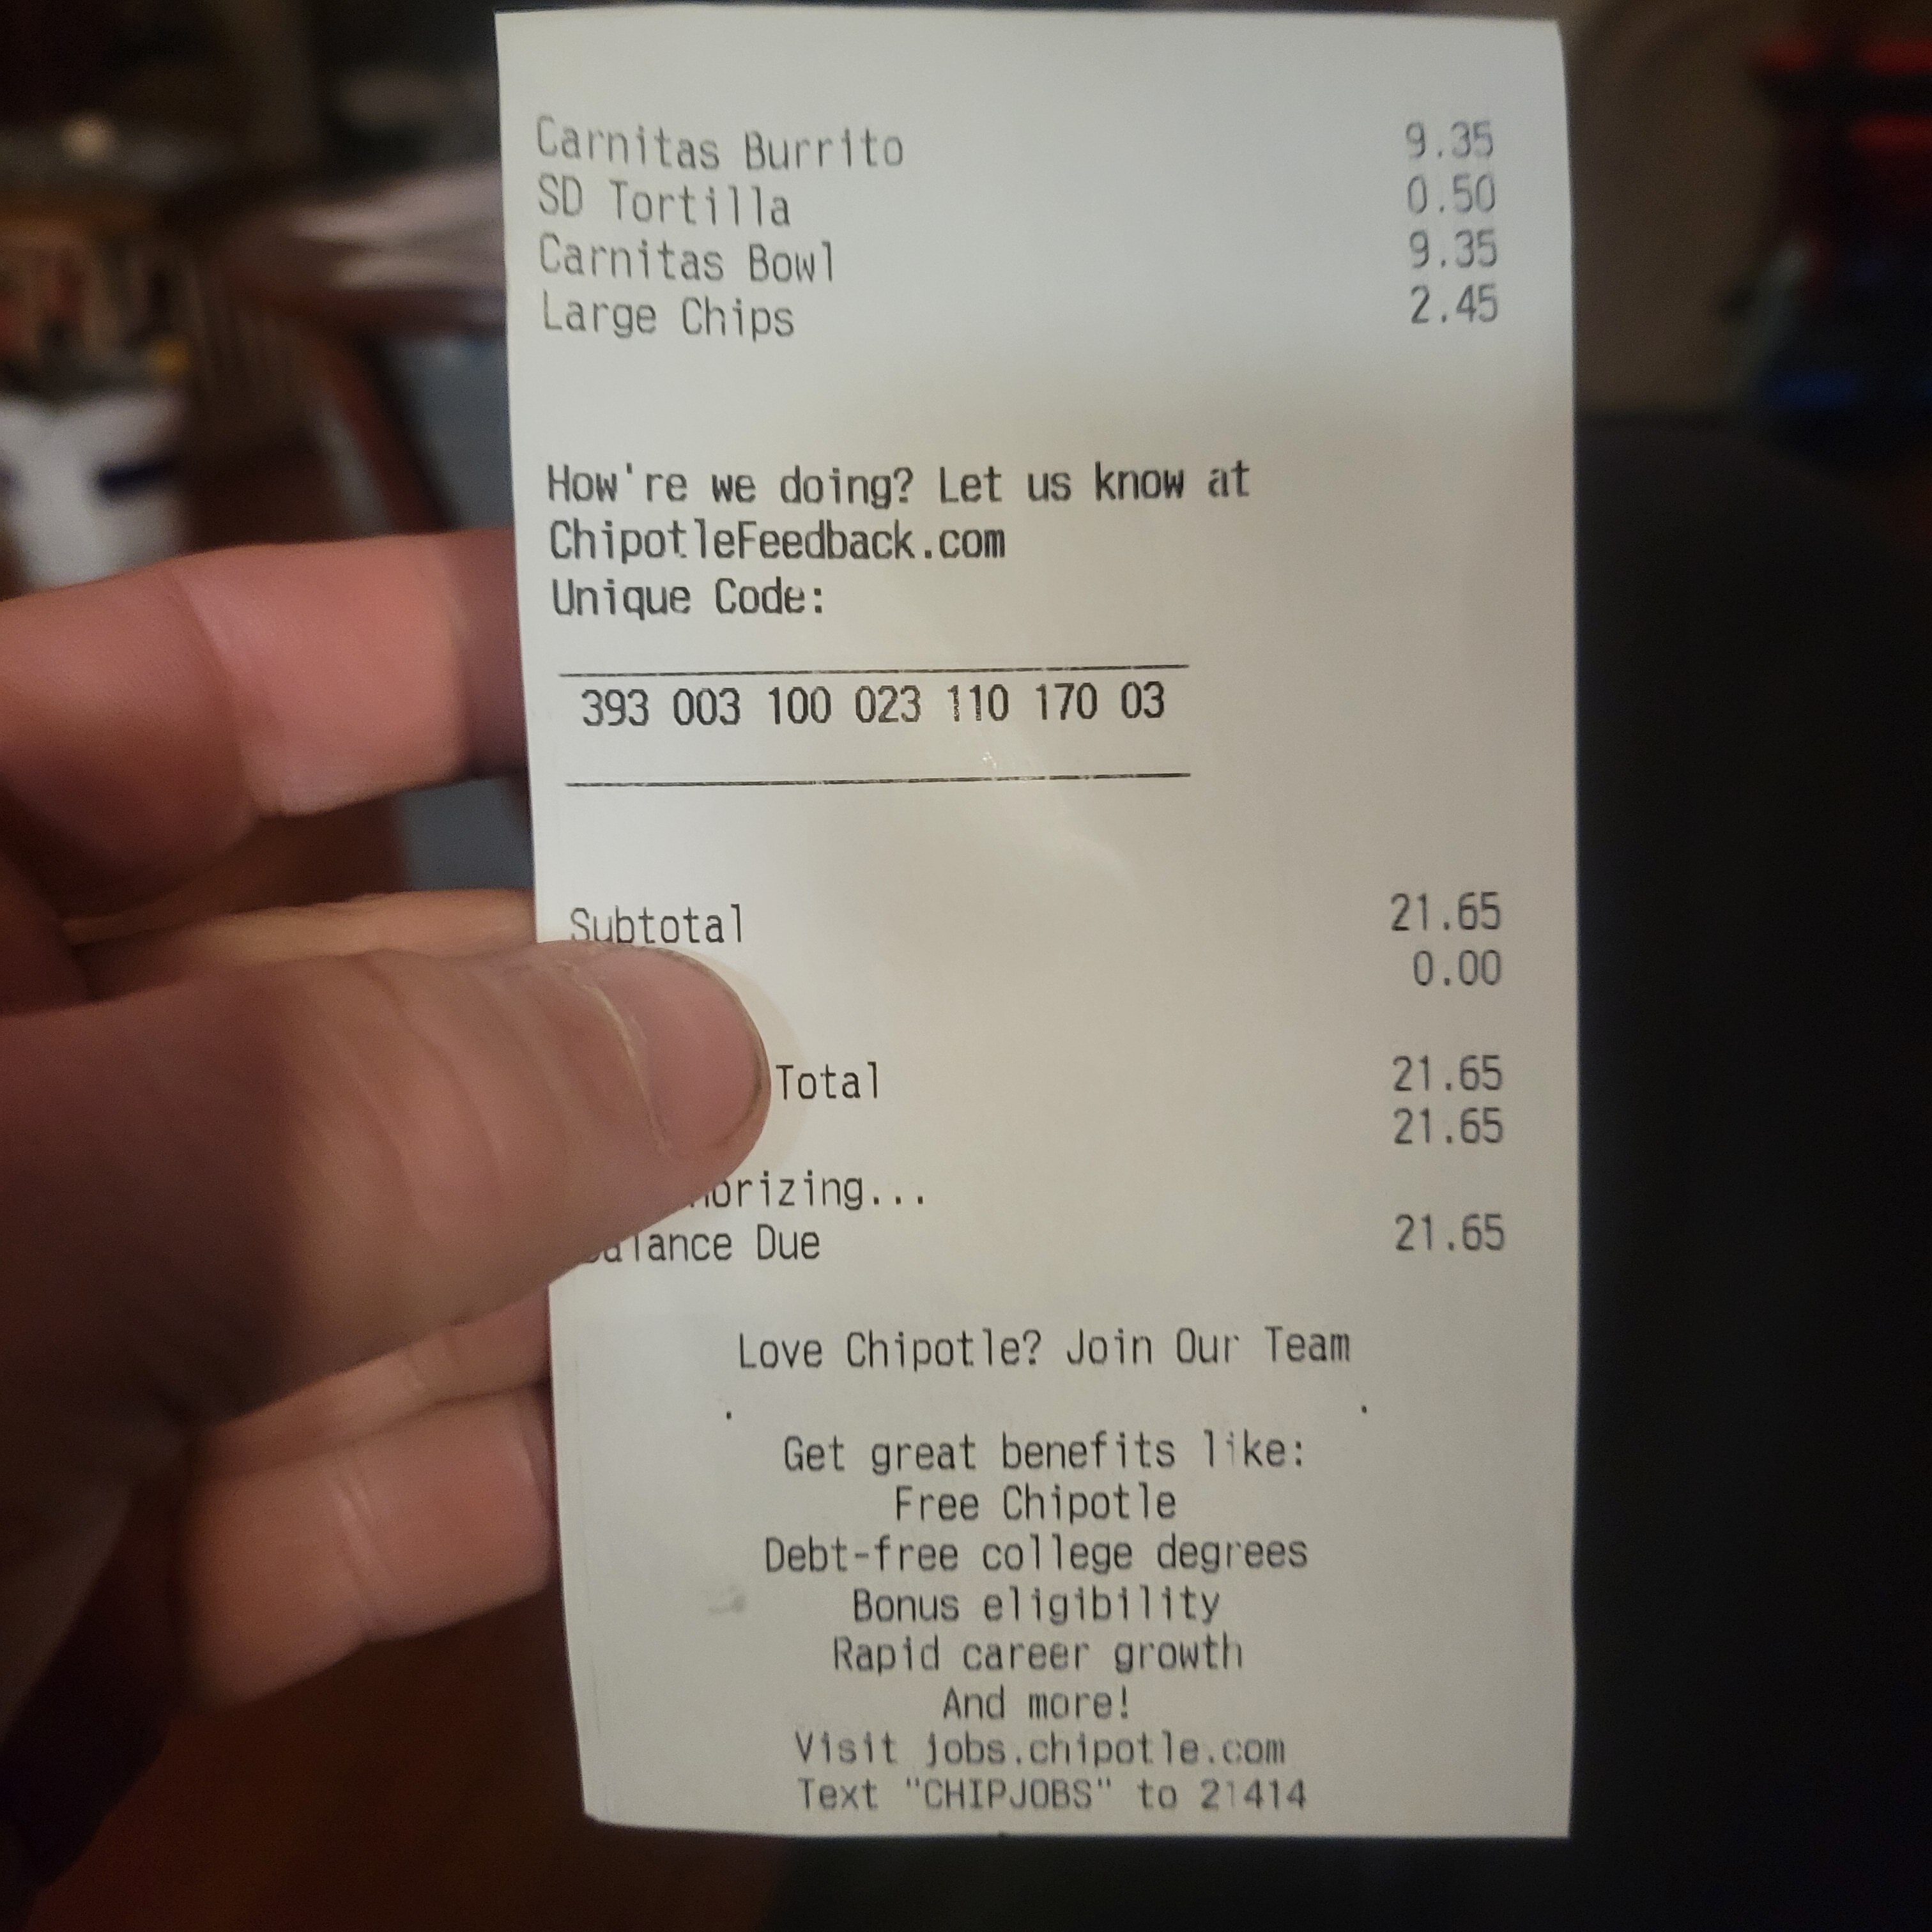 Carnitas Burrito 9.35
SD Tortilla 0.50
Carnitas Bowl 9.35
Large Chips 2.45
How're we doing? Let us know at
ChipotleFeedback.com
Unique Code:
393 003 100 023 110 170 03
Subtotal 21.65
0.00
Total 21.65
21.65
orizing...
Due 21.65
Love Chipotle? Join Our Team
Get great benefits like:
Free Chipotle
Debt-free college degrees
Bonus eligibility
Rapid career growth
And more!
Visit jobs.chipotle.com
Text "CHIPJOBS" to 21414